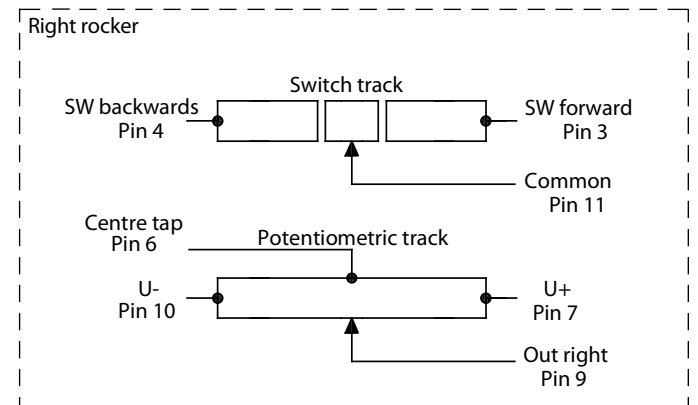 Right rocker
Switch track
SW backwards
Pin 4
SW forward
Pin 3
Common
Pin 11
Centre tap
Pin 6
Potentiometric track
U-
Pin 10
U+
Pin 7
Out right
Pin 9